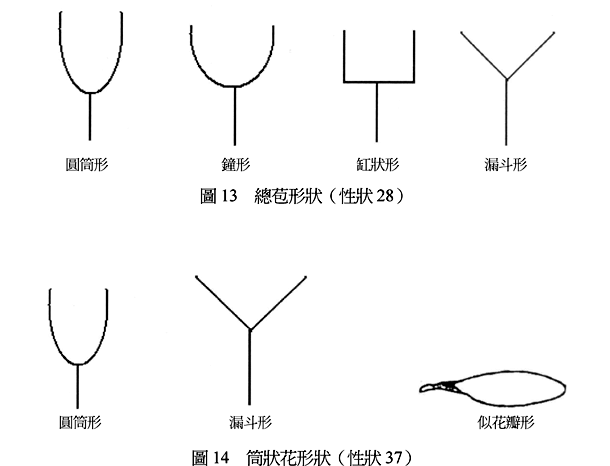 圓筒形 鐘形 缸狀形 漏斗形
圖 13 總苞形狀（性狀 28）
圓筒形 漏斗形 似花瓣形
圖 14 筒狀花形狀（性狀 37）